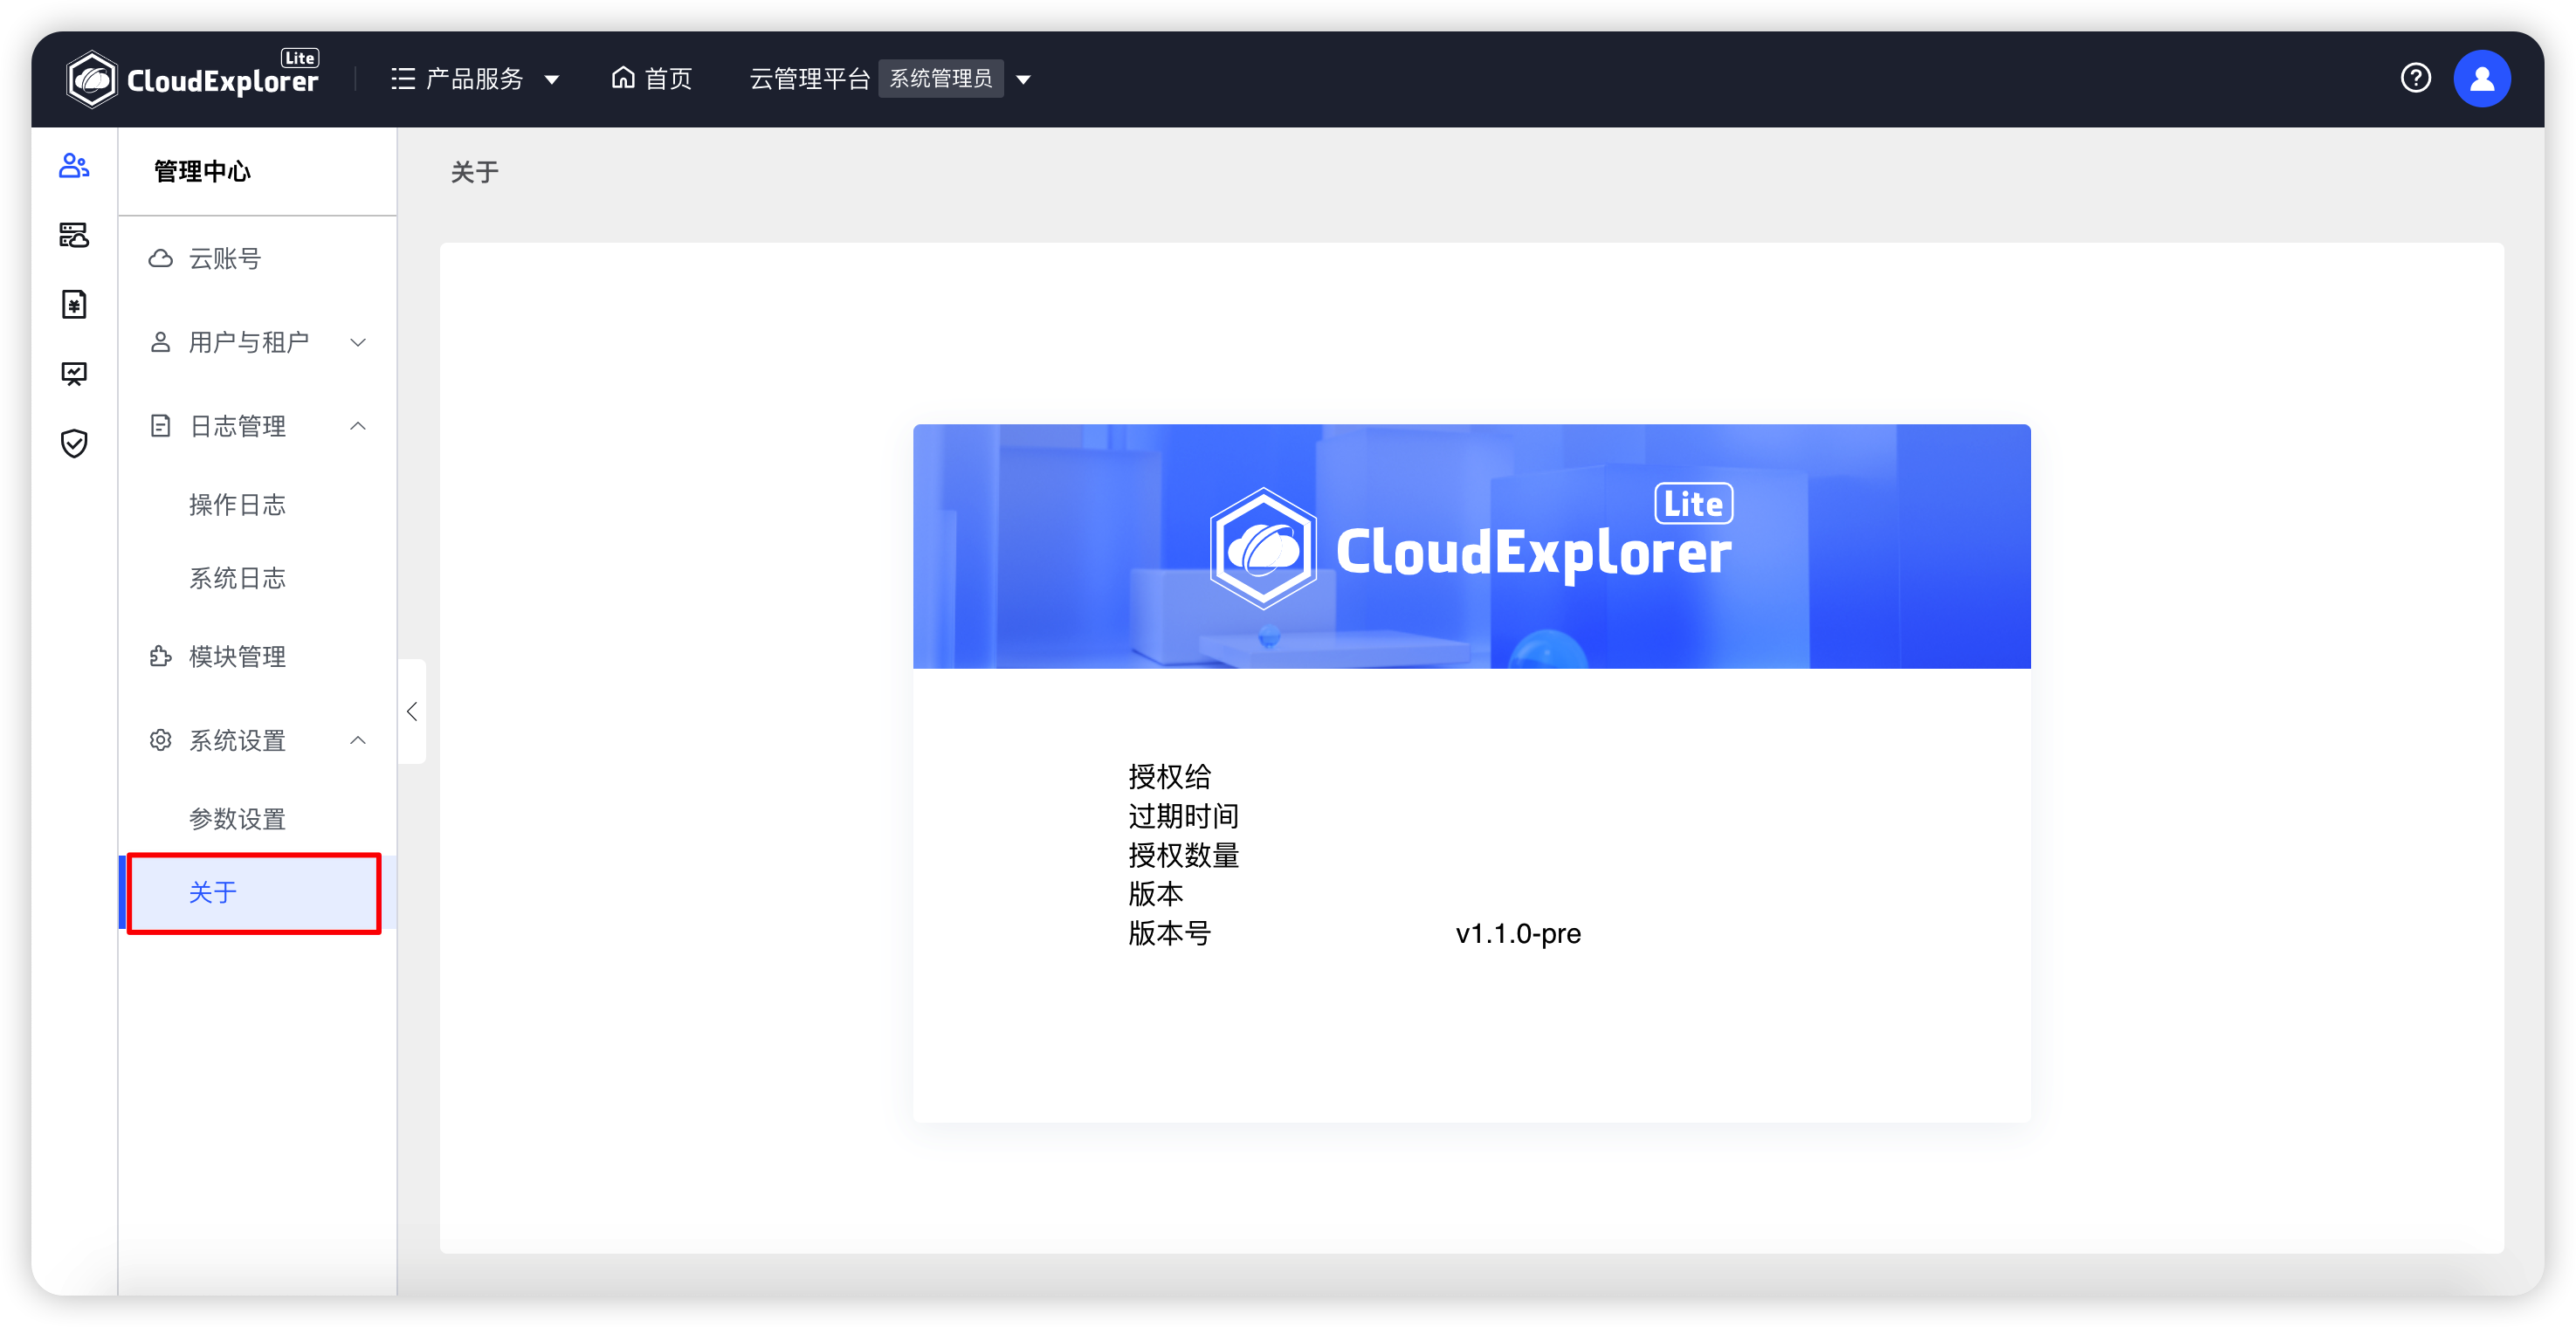 CloudExplorer Lite
产品服务
首页
云管理平台 系统管理员
管理中心
关于
云账号
用户与租户
日志管理
操作日志
系统日志
模块管理
系统设置
参数设置
关于
CloudExplorer Lite
授权给
过期时间
授权数量
版本
版本号 v1.1.0-pre